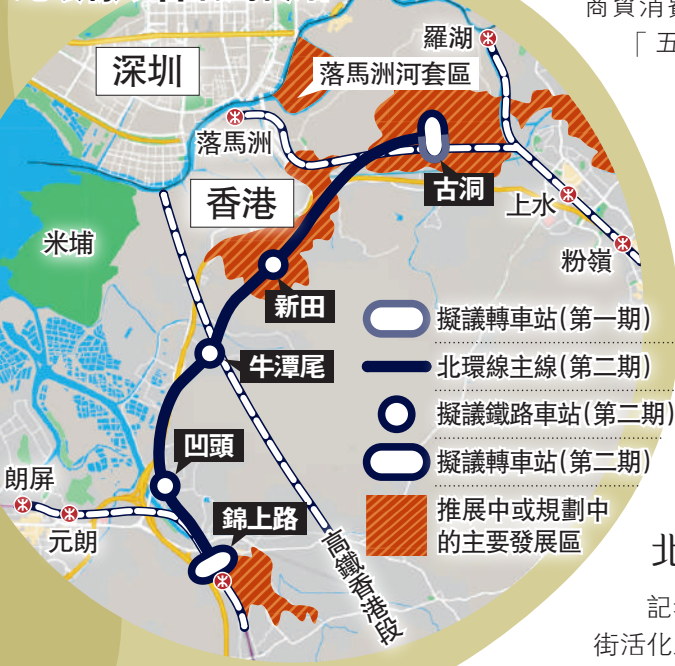 商貿消費
「五
深圳
羅湖
落馬洲河套區
落馬洲
香港
古洞
上水
粉嶺
米埔
新田
擬議轉車站(第一期)
牛潭尾
北環線主線(第二期)
擬議鐵路車站(第二期)
凹頭
擬議轉車站(第二期)
朗屏
元朗
錦上路
推展中或規劃中
的主要發展區
高鐵香港段
北
街活化